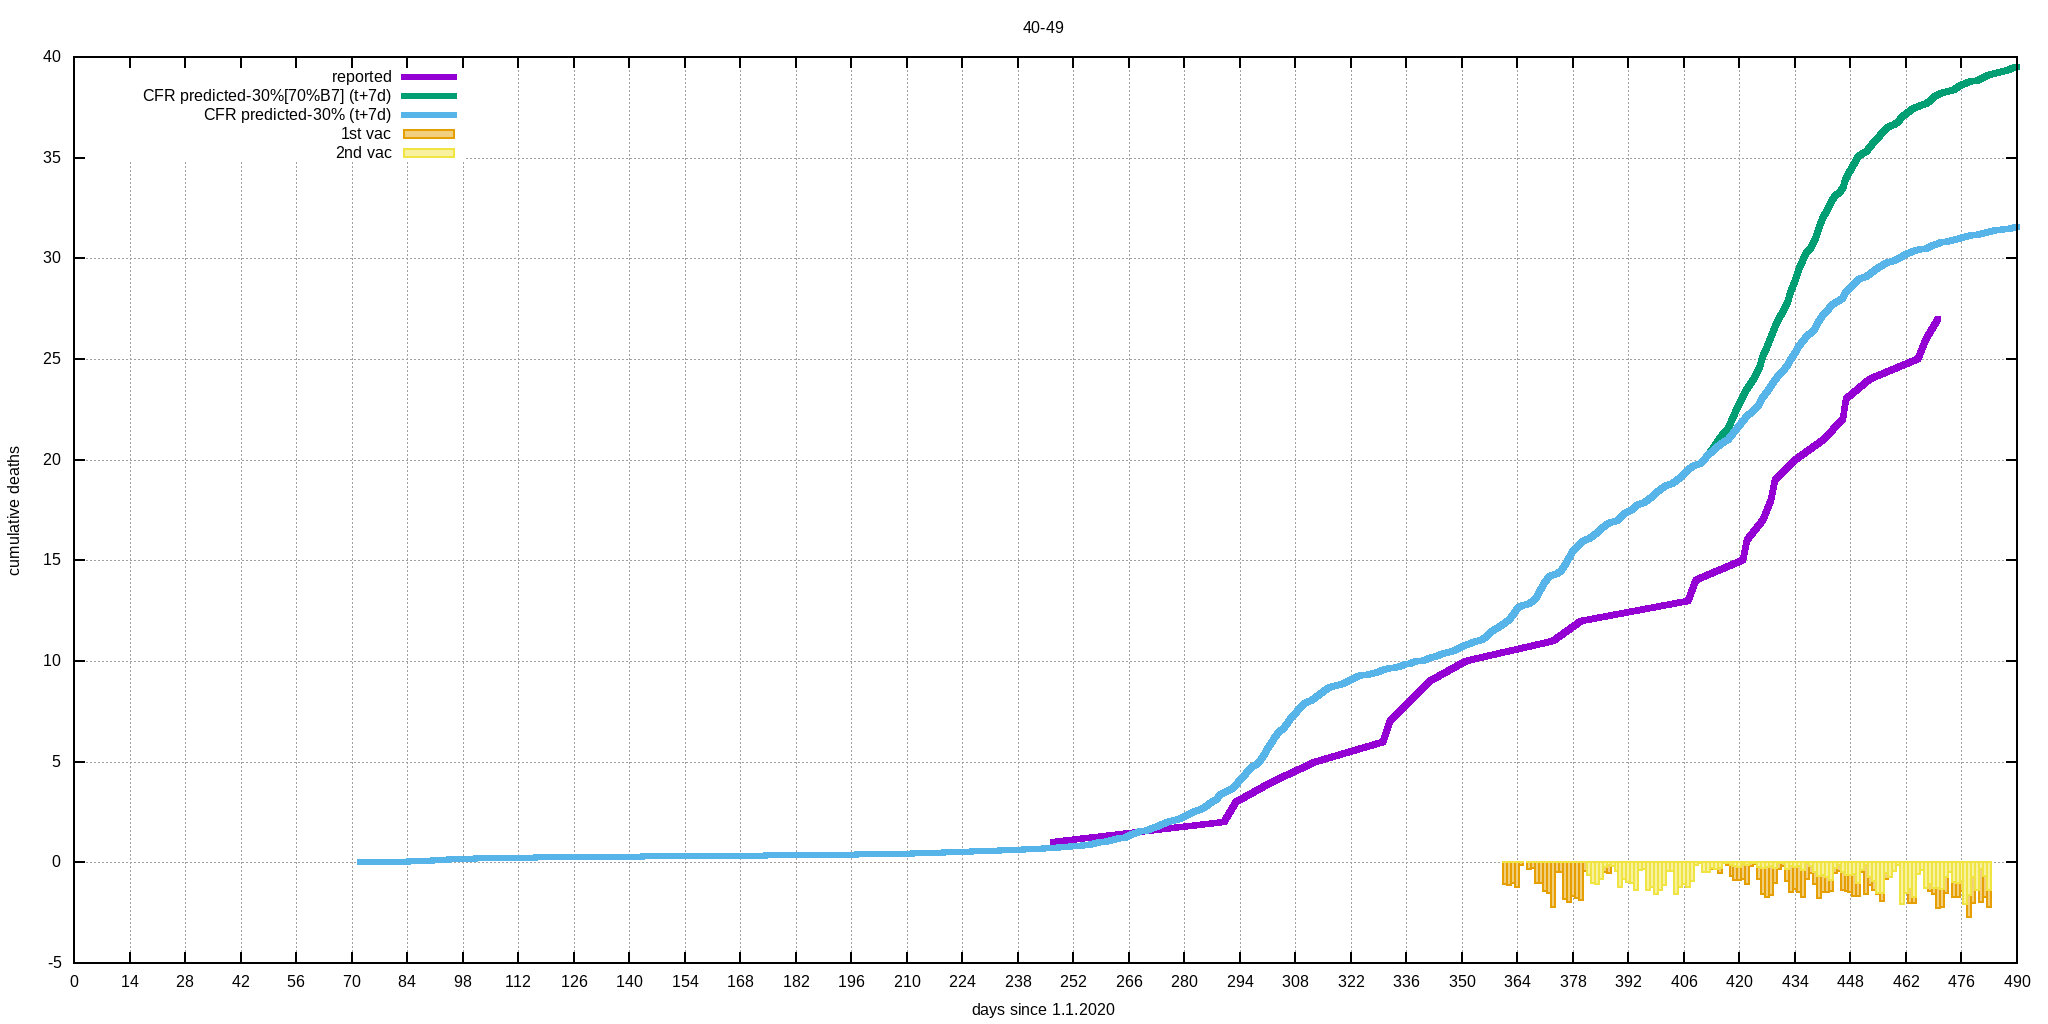 40-49
reported
CFR predicted-30%[70%B7] (t+7d)
CFR predicted-30% (t+7d)
1st vac
2nd vac
40
35
30
25
20
15
10
5
0
-5
cumulative deaths
0 14 28 42 56 70 84 98 112 126 140 154 168 182 196 210 224 238 252 266 280 294 308 322 336 350 364 378 392 406 420 434 448 462 476 490
days since 1.1.2020